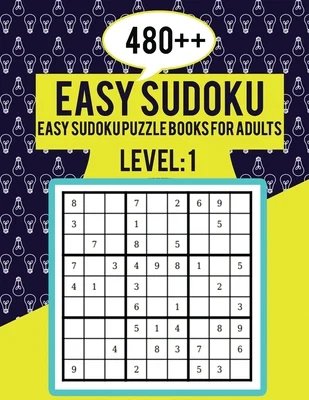 480++
EASY SUDOKU
EASY SUDOKU PUZZLE BOOKS FOR ADULTS
LEVEL:1
8 7 2 6 9
3 1 5
7 8 5
7 3 4 9 8 1 5
4 1 3 2
6 1 3
5 1 4 8 9
4 8 3 7 6
9 2 5 3